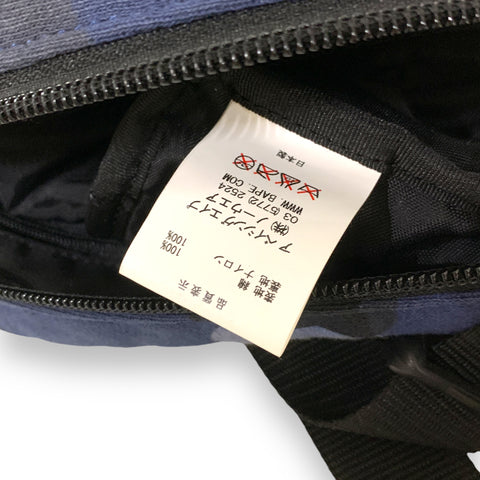 品質表示
表地 綿 100%
裏地 ナイロン 100%
アベイシングエイプ
(株)ノーウエア
03 (5772) 2524
WWW. BAPE. COM
日本製